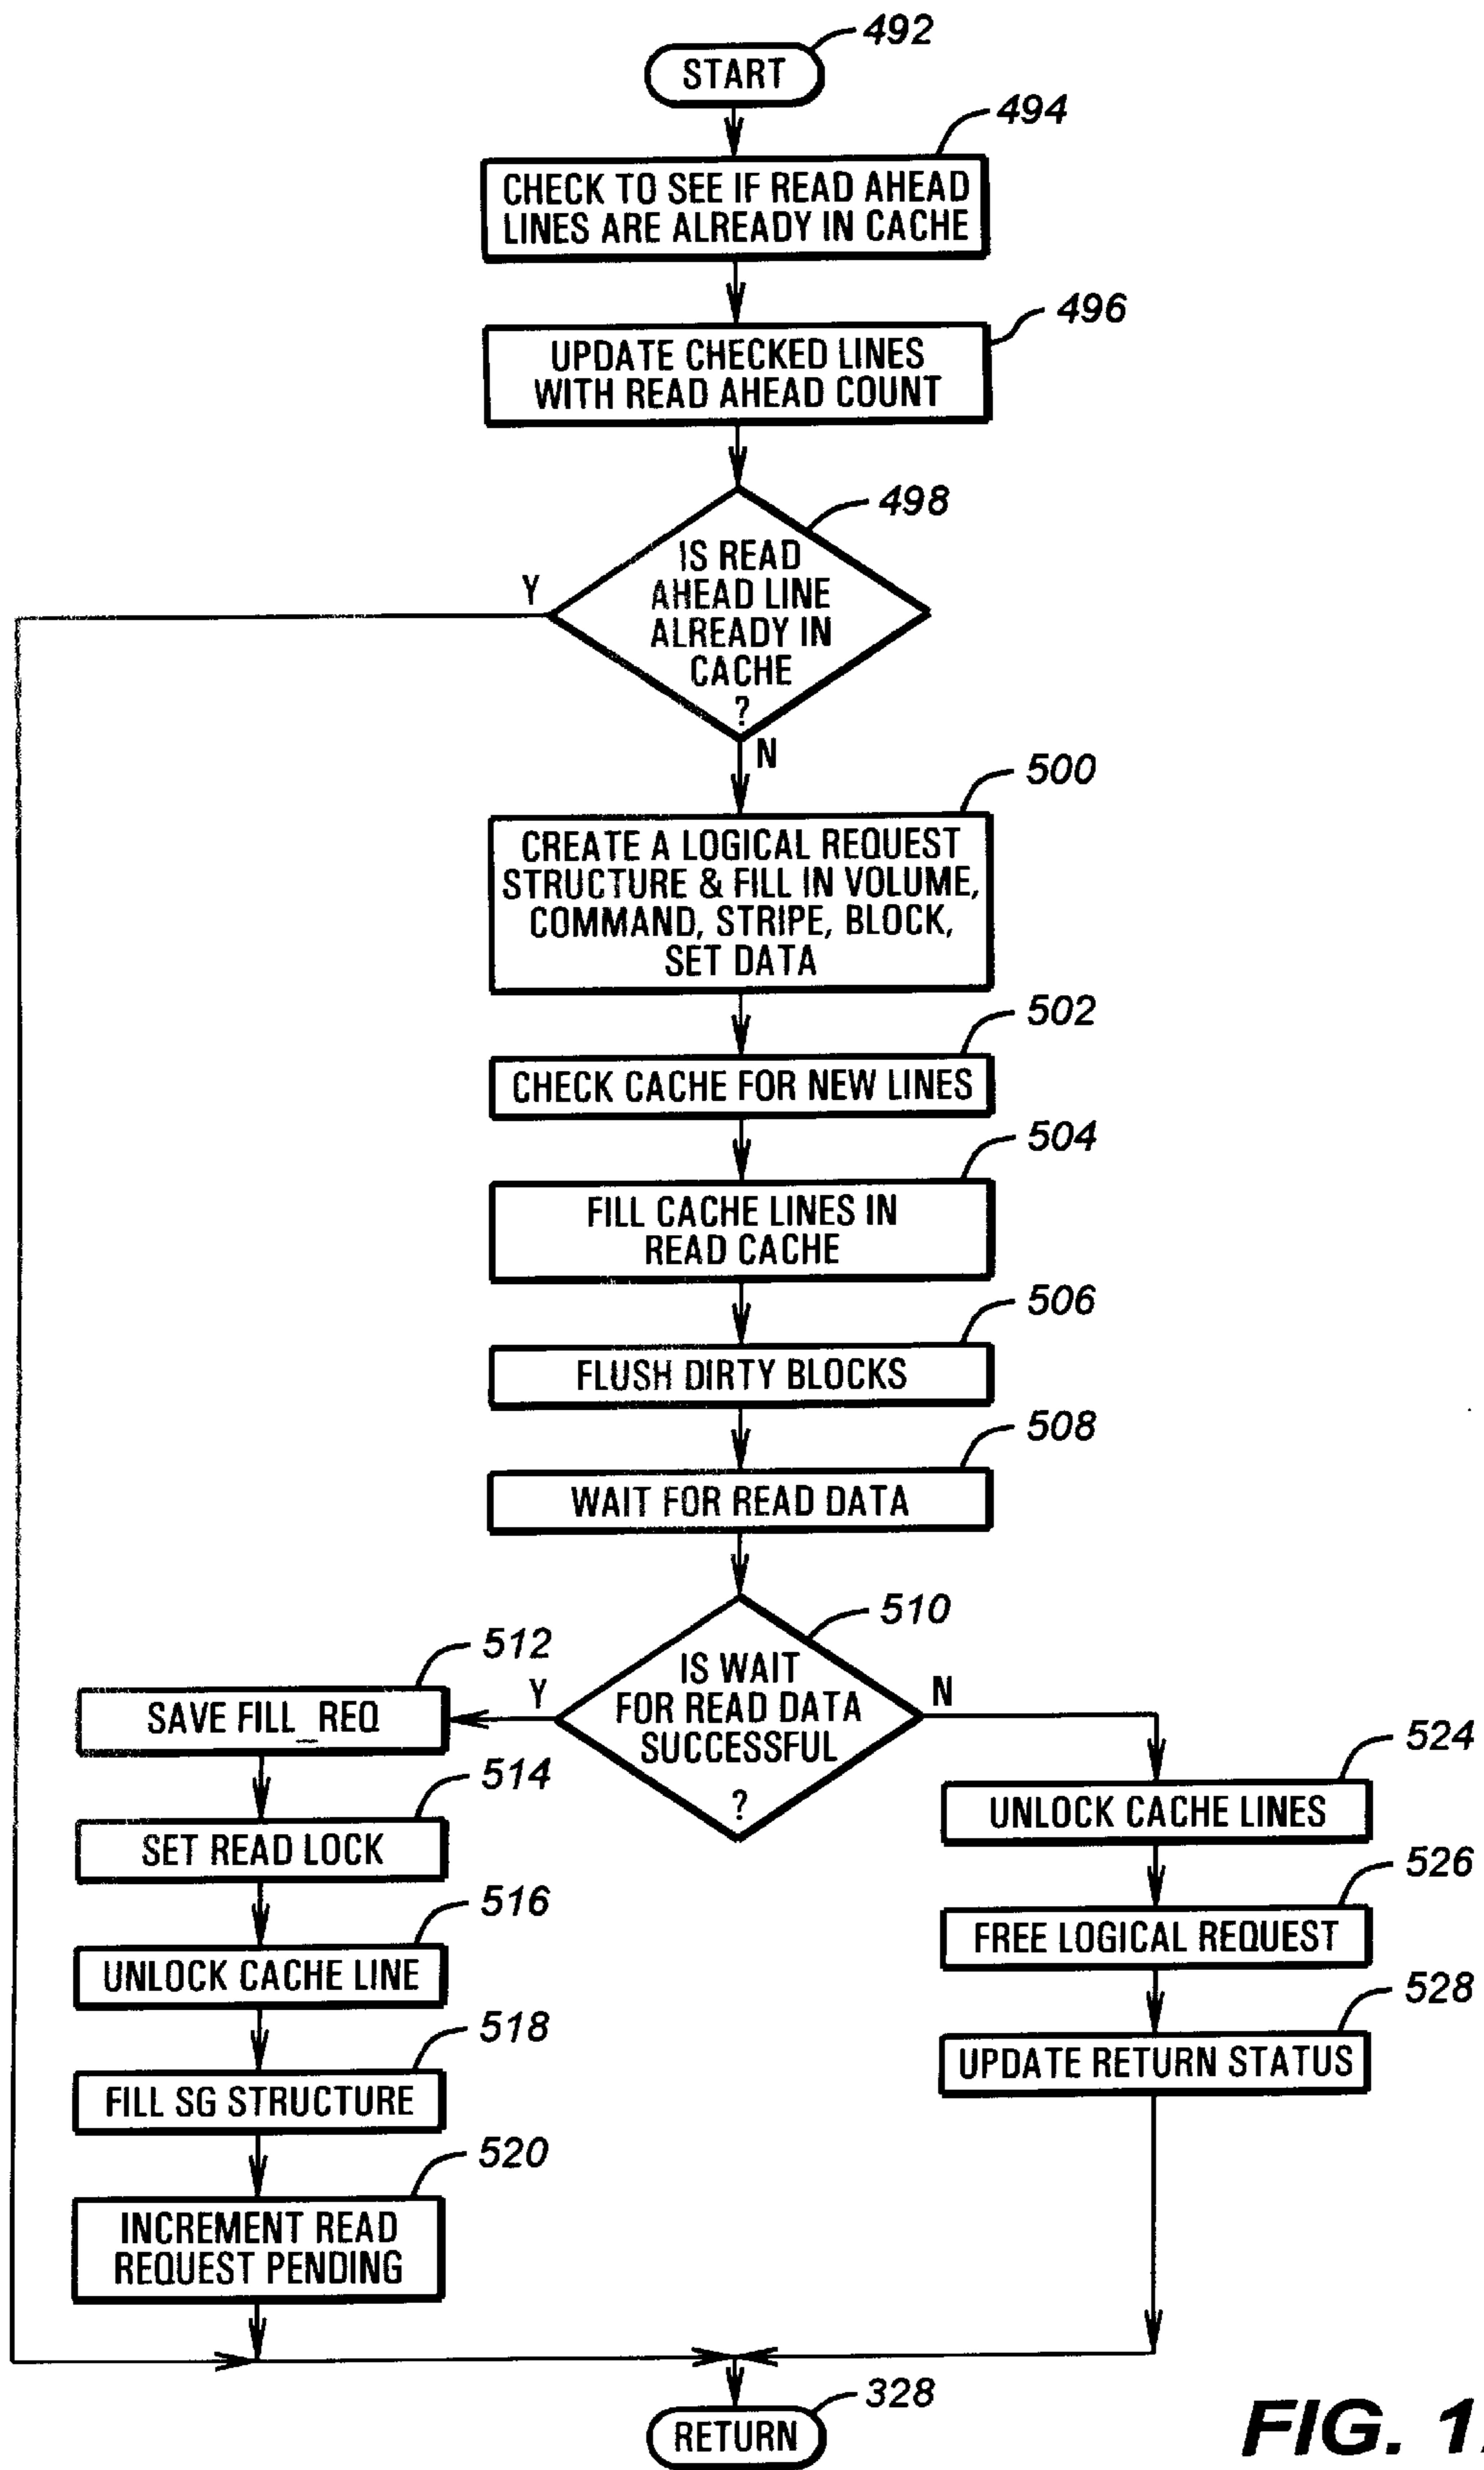 492
START
494
CHECK TO SEE IF READ AHEAD
LINES ARE ALREADY IN CACHE
496
UPDATE CHECKED LINES
WITH READ AHEAD COUNT
498
IS READ
AHEAD LINE
ALREADY IN
CACHE
?
Y
N
500
CREATE A LOGICAL REQUEST
STRUCTURE & FILL IN VOLUME,
COMMAND, STRIPE, BLOCK,
SET DATA
502
CHECK CACHE FOR NEW LINES
504
FILL CACHE LINES IN
READ CACHE
506
FLUSH DIRTY BLOCKS
508
WAIT FOR READ DATA
510
IS WAIT
FOR READ DATA
SUCCESSFUL
?
Y
N
512
SAVE FILL_REQ
514
SET READ LOCK
516
UNLOCK CACHE LINE
518
FILL SG STRUCTURE
520
INCREMENT READ
REQUEST PENDING
524
UNLOCK CACHE LINES
526
FREE LOGICAL REQUEST
528
UPDATE RETURN STATUS
328
RETURN
FIG. 1